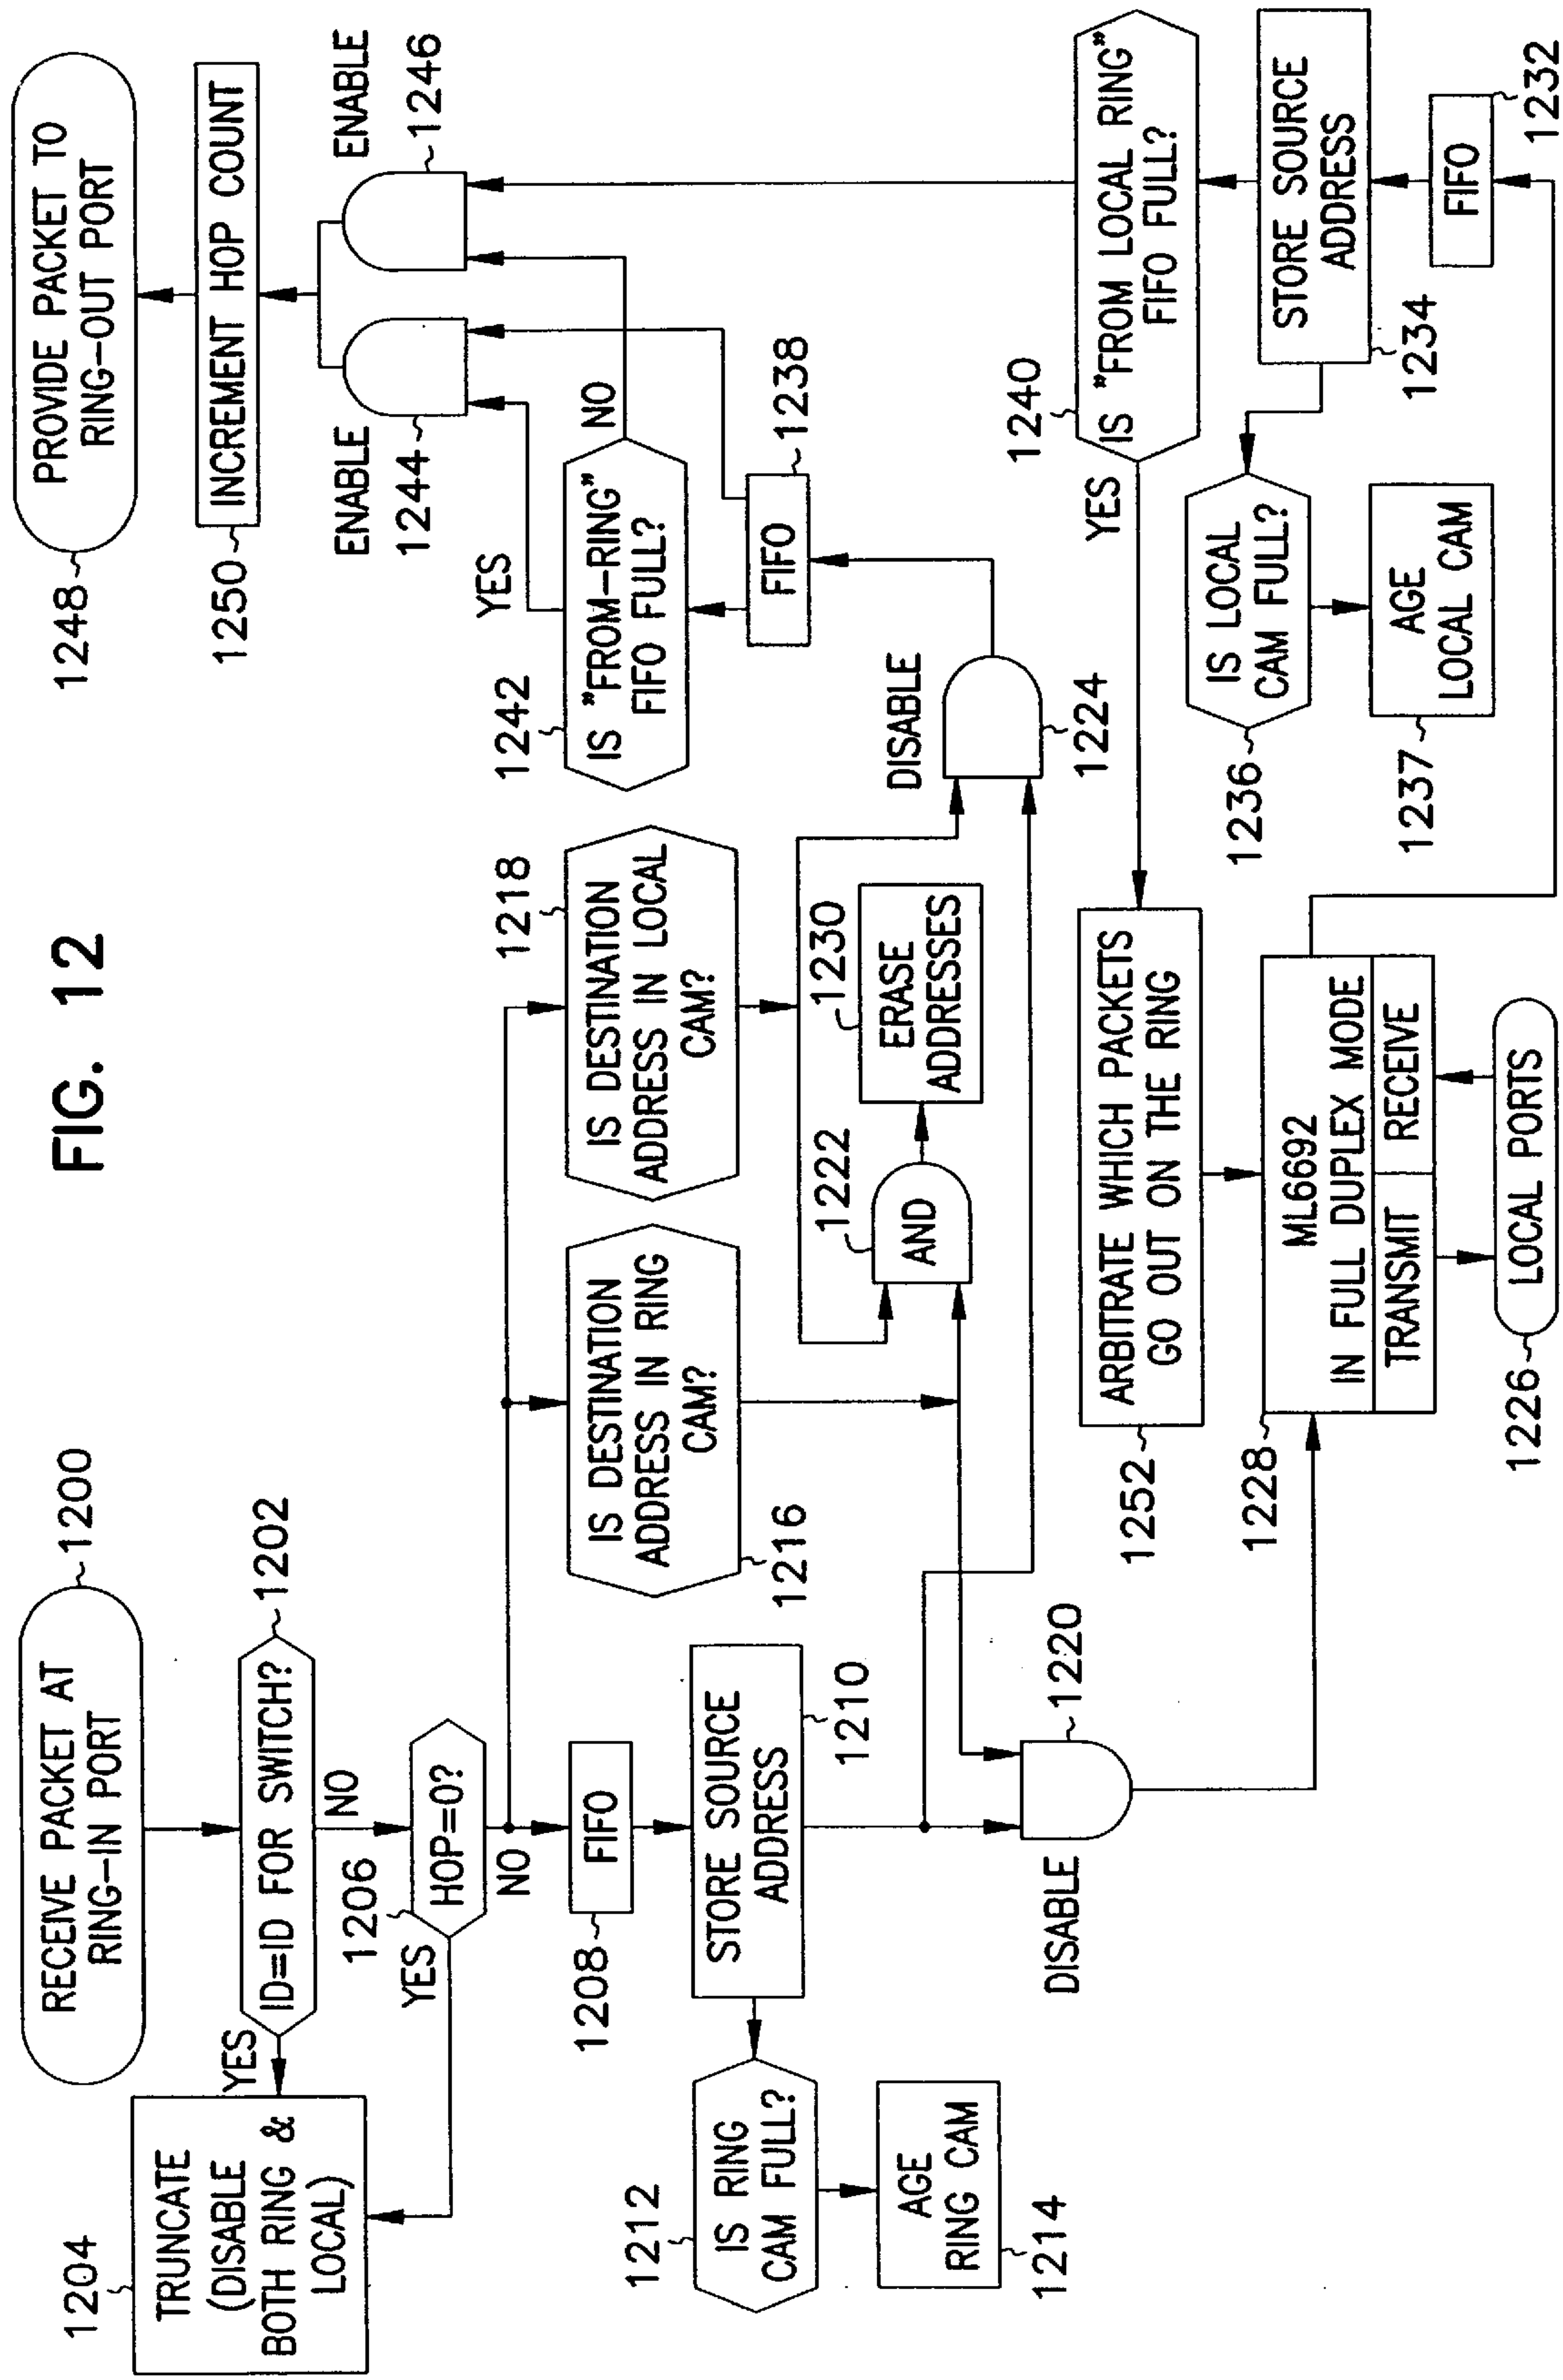 FIG. 12
RECEIVE PACKET AT
RING-IN PORT
1200
ID=ID FOR SWITCH?
1202
YES
NO
TRUNCATE
(DISABLE
BOTH RING &
LOCAL)
1204
HOP=0?
1206
YES
NO
FIFO
1208
STORE SOURCE
ADDRESS
1210
IS RING
CAM FULL?
1212
AGE
RING CAM
1214
IS DESTINATION
ADDRESS IN RING
CAM?
1216
IS DESTINATION
ADDRESS IN LOCAL
CAM?
1218
DISABLE
1220
AND
1222
ERASE
ADDRESSES
1230
DISABLE
1224
ARBITRATE WHICH PACKETS
GO OUT ON THE RING
1252
ML6692
IN FULL DUPLEX MODE
TRANSMIT
RECEIVE
1228
LOCAL PORTS
1226
PROVIDE PACKET TO
RING-OUT PORT
1248
INCREMENT HOP COUNT
1250
ENABLE
1244
ENABLE
1246
IS "FROM-RING"
FIFO FULL?
1242
YES
NO
FIFO
1238
IS "FROM LOCAL RING"
FIFO FULL?
1240
YES
STORE SOURCE
ADDRESS
1234
IS LOCAL
CAM FULL?
1236
AGE
LOCAL CAM
1237
FIFO
1232